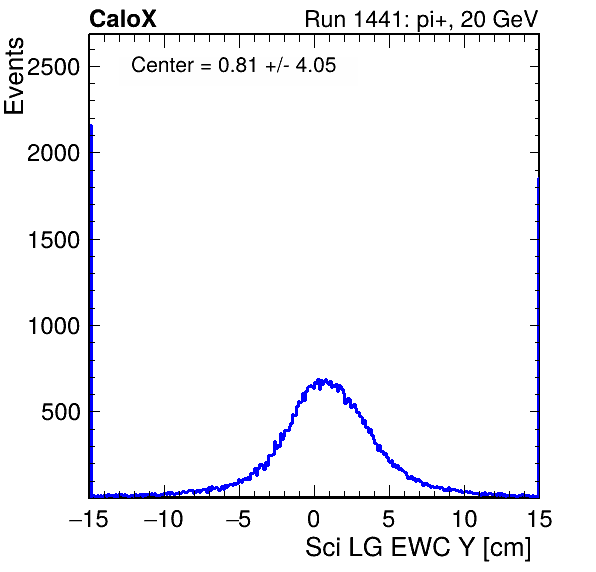 CaloX Run 1441: pi+, 20 GeV
Events
Center = 0.81 +/- 4.05
2500
2000
1500
1000
500
−15 −10 −5 0 5 10 15
Sci LG EWC Y [cm]